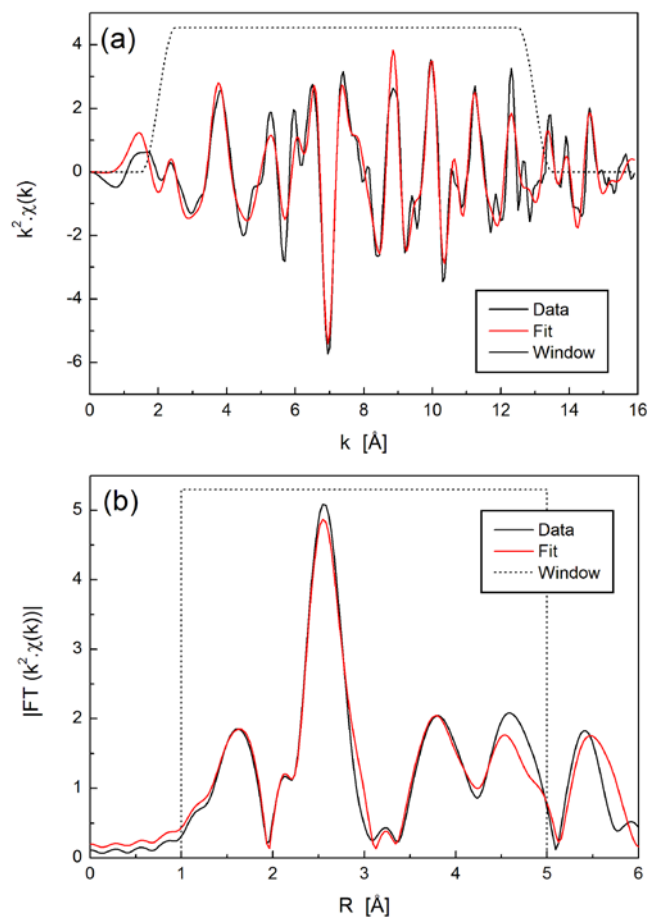 (a)
4
2
0
-2
-4
-6
k².χ(k)
Data
Fit
Window
0 2 4 6 8 10 12 14 16
k [Å]
(b)
5
4
3
2
1
0
|FT (k².χ(k))|
Data
Fit
Window
0 1 2 3 4 5 6
R [Å]